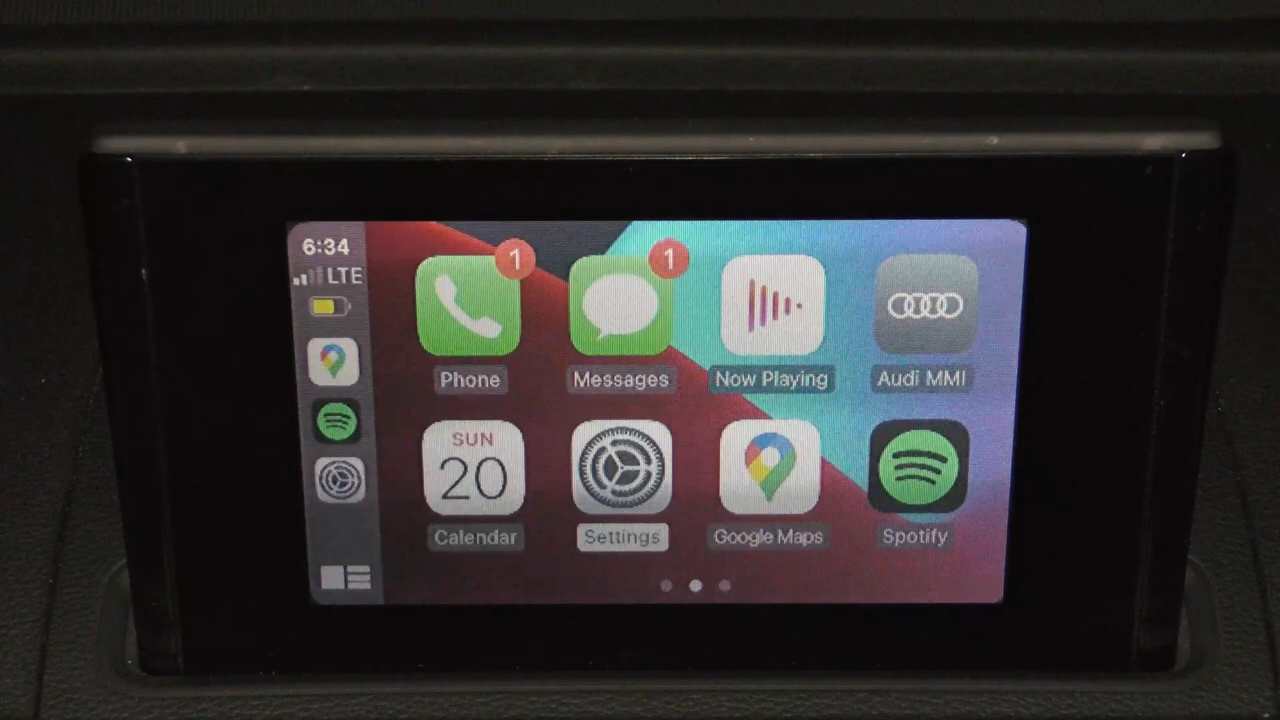 6:34
LTE
1
1
Phone
Messages
Now Playing
Audi MMI
SUN
20
Calendar
Settings
Google Maps
Spotify